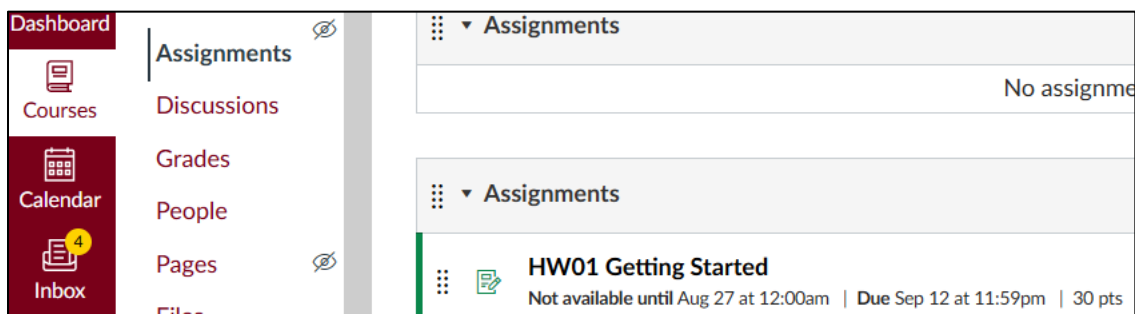 Dashboard
Courses
Calendar
4
Inbox
Assignments
Discussions
Grades
People
Pages
Files
Assignments
No assignme
Assignments
HW01 Getting Started
Not available until Aug 27 at 12:00am | Due Sep 12 at 11:59pm | 30 pts